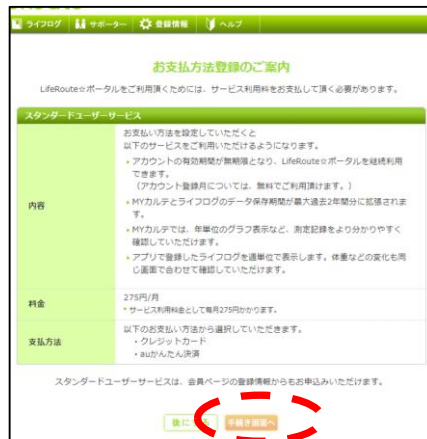 ライフログ サポーター 登録情報 ヘルプ
お支払方法登録のご案内
LifeRoute☆ポータルをご利用頂くためには、サービス利用料をお支払して頂く必要があります。
スタンダードユーザーサービス
内容
お支払い方法を設定していただくと
以下のサービスをご利用いただけるようになります。
・アカウントの有効期間が無期限となり、LifeRoute☆ポータルを継続利用
できます。
（アカウント登録月については、無料でご利用頂けます。）
・MYカルテとライフログのデータ保存期間が最大過去2年間分に拡張されま
す。
・MYカルテでは、年単位のグラフ表示など、測定記録をより分かりやすく
確認していただけます。
・アプリで登録したライフログを週単位で表示します。体重などの変化も同
じ画面で合わせて確認していただけます。
料金
275円/月
* サービス利用料金として毎月275円かかります。
支払方法
以下のお支払い方法から選択していただきます。
・クレジットカード
・auかんたん決済
スタンダードユーザーサービスは、会員ページの登録情報からもお申込みいただけます。
後に 手続き画面へ